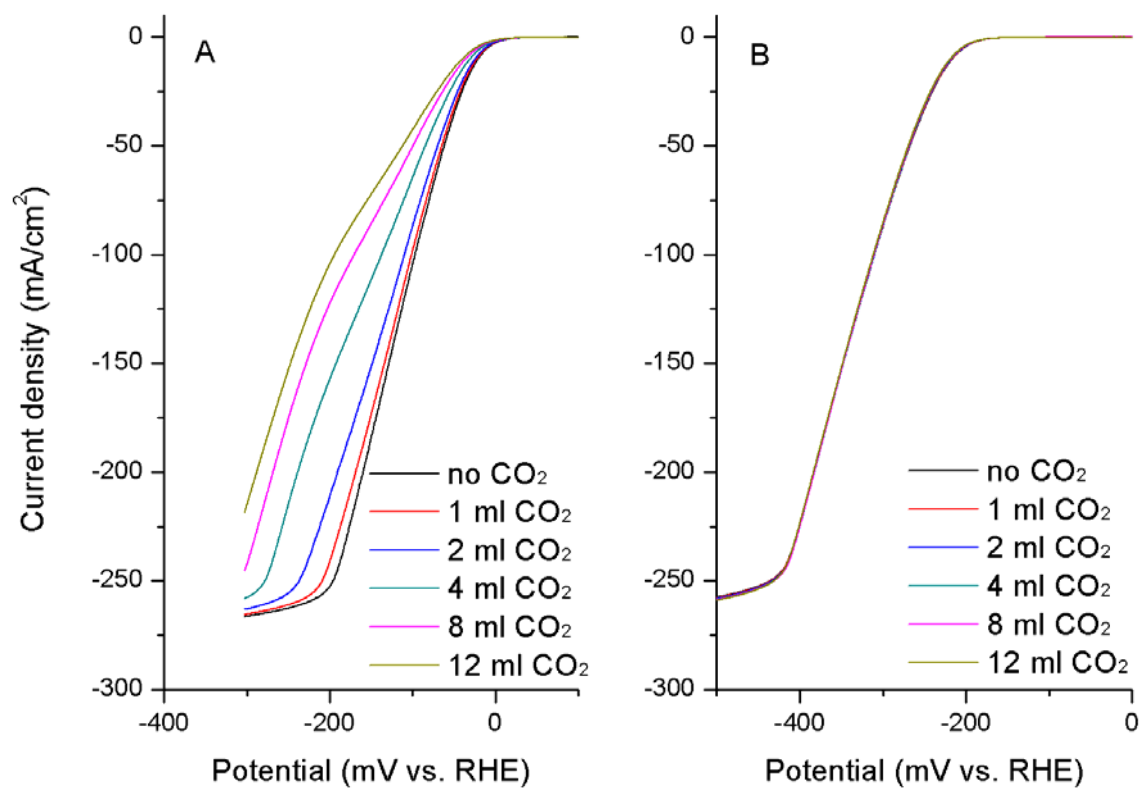 Current density (mA/cm²)
A
0
-50
-100
-150
-200
-250
-300
-400
-200
0
no CO₂
1 ml CO₂
2 ml CO₂
4 ml CO₂
8 ml CO₂
12 ml CO₂
Potential (mV vs. RHE)
B
0
-50
-100
-150
-200
-250
-300
-400
-200
0
no CO₂
1 ml CO₂
2 ml CO₂
4 ml CO₂
8 ml CO₂
12 ml CO₂
Potential (mV vs. RHE)